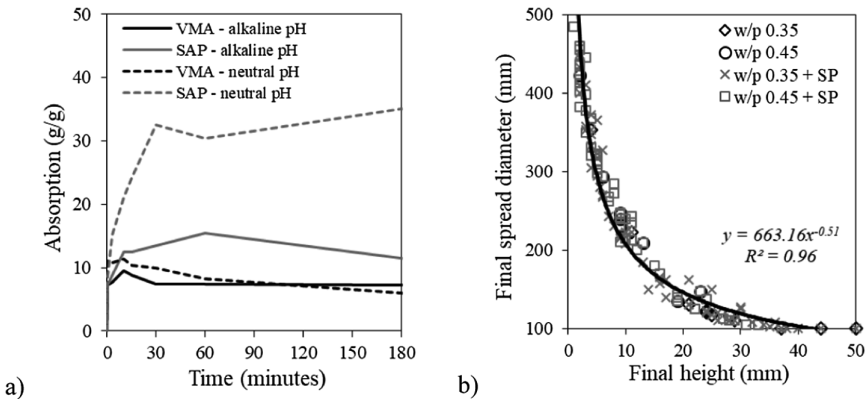 a)
Absorption (g/g)
50
40
30
20
10
0
VMA - alkaline pH
SAP - alkaline pH
VMA - neutral pH
SAP - neutral pH
0 30 60 90 120 150 180
Time (minutes)
b)
Final spread diameter (mm)
500
400
300
200
100
w/p 0.35
w/p 0.45
w/p 0.35 + SP
w/p 0.45 + SP
y = 663.16x⁻⁰·⁵¹
R² = 0.96
0 10 20 30 40 50
Final height (mm)